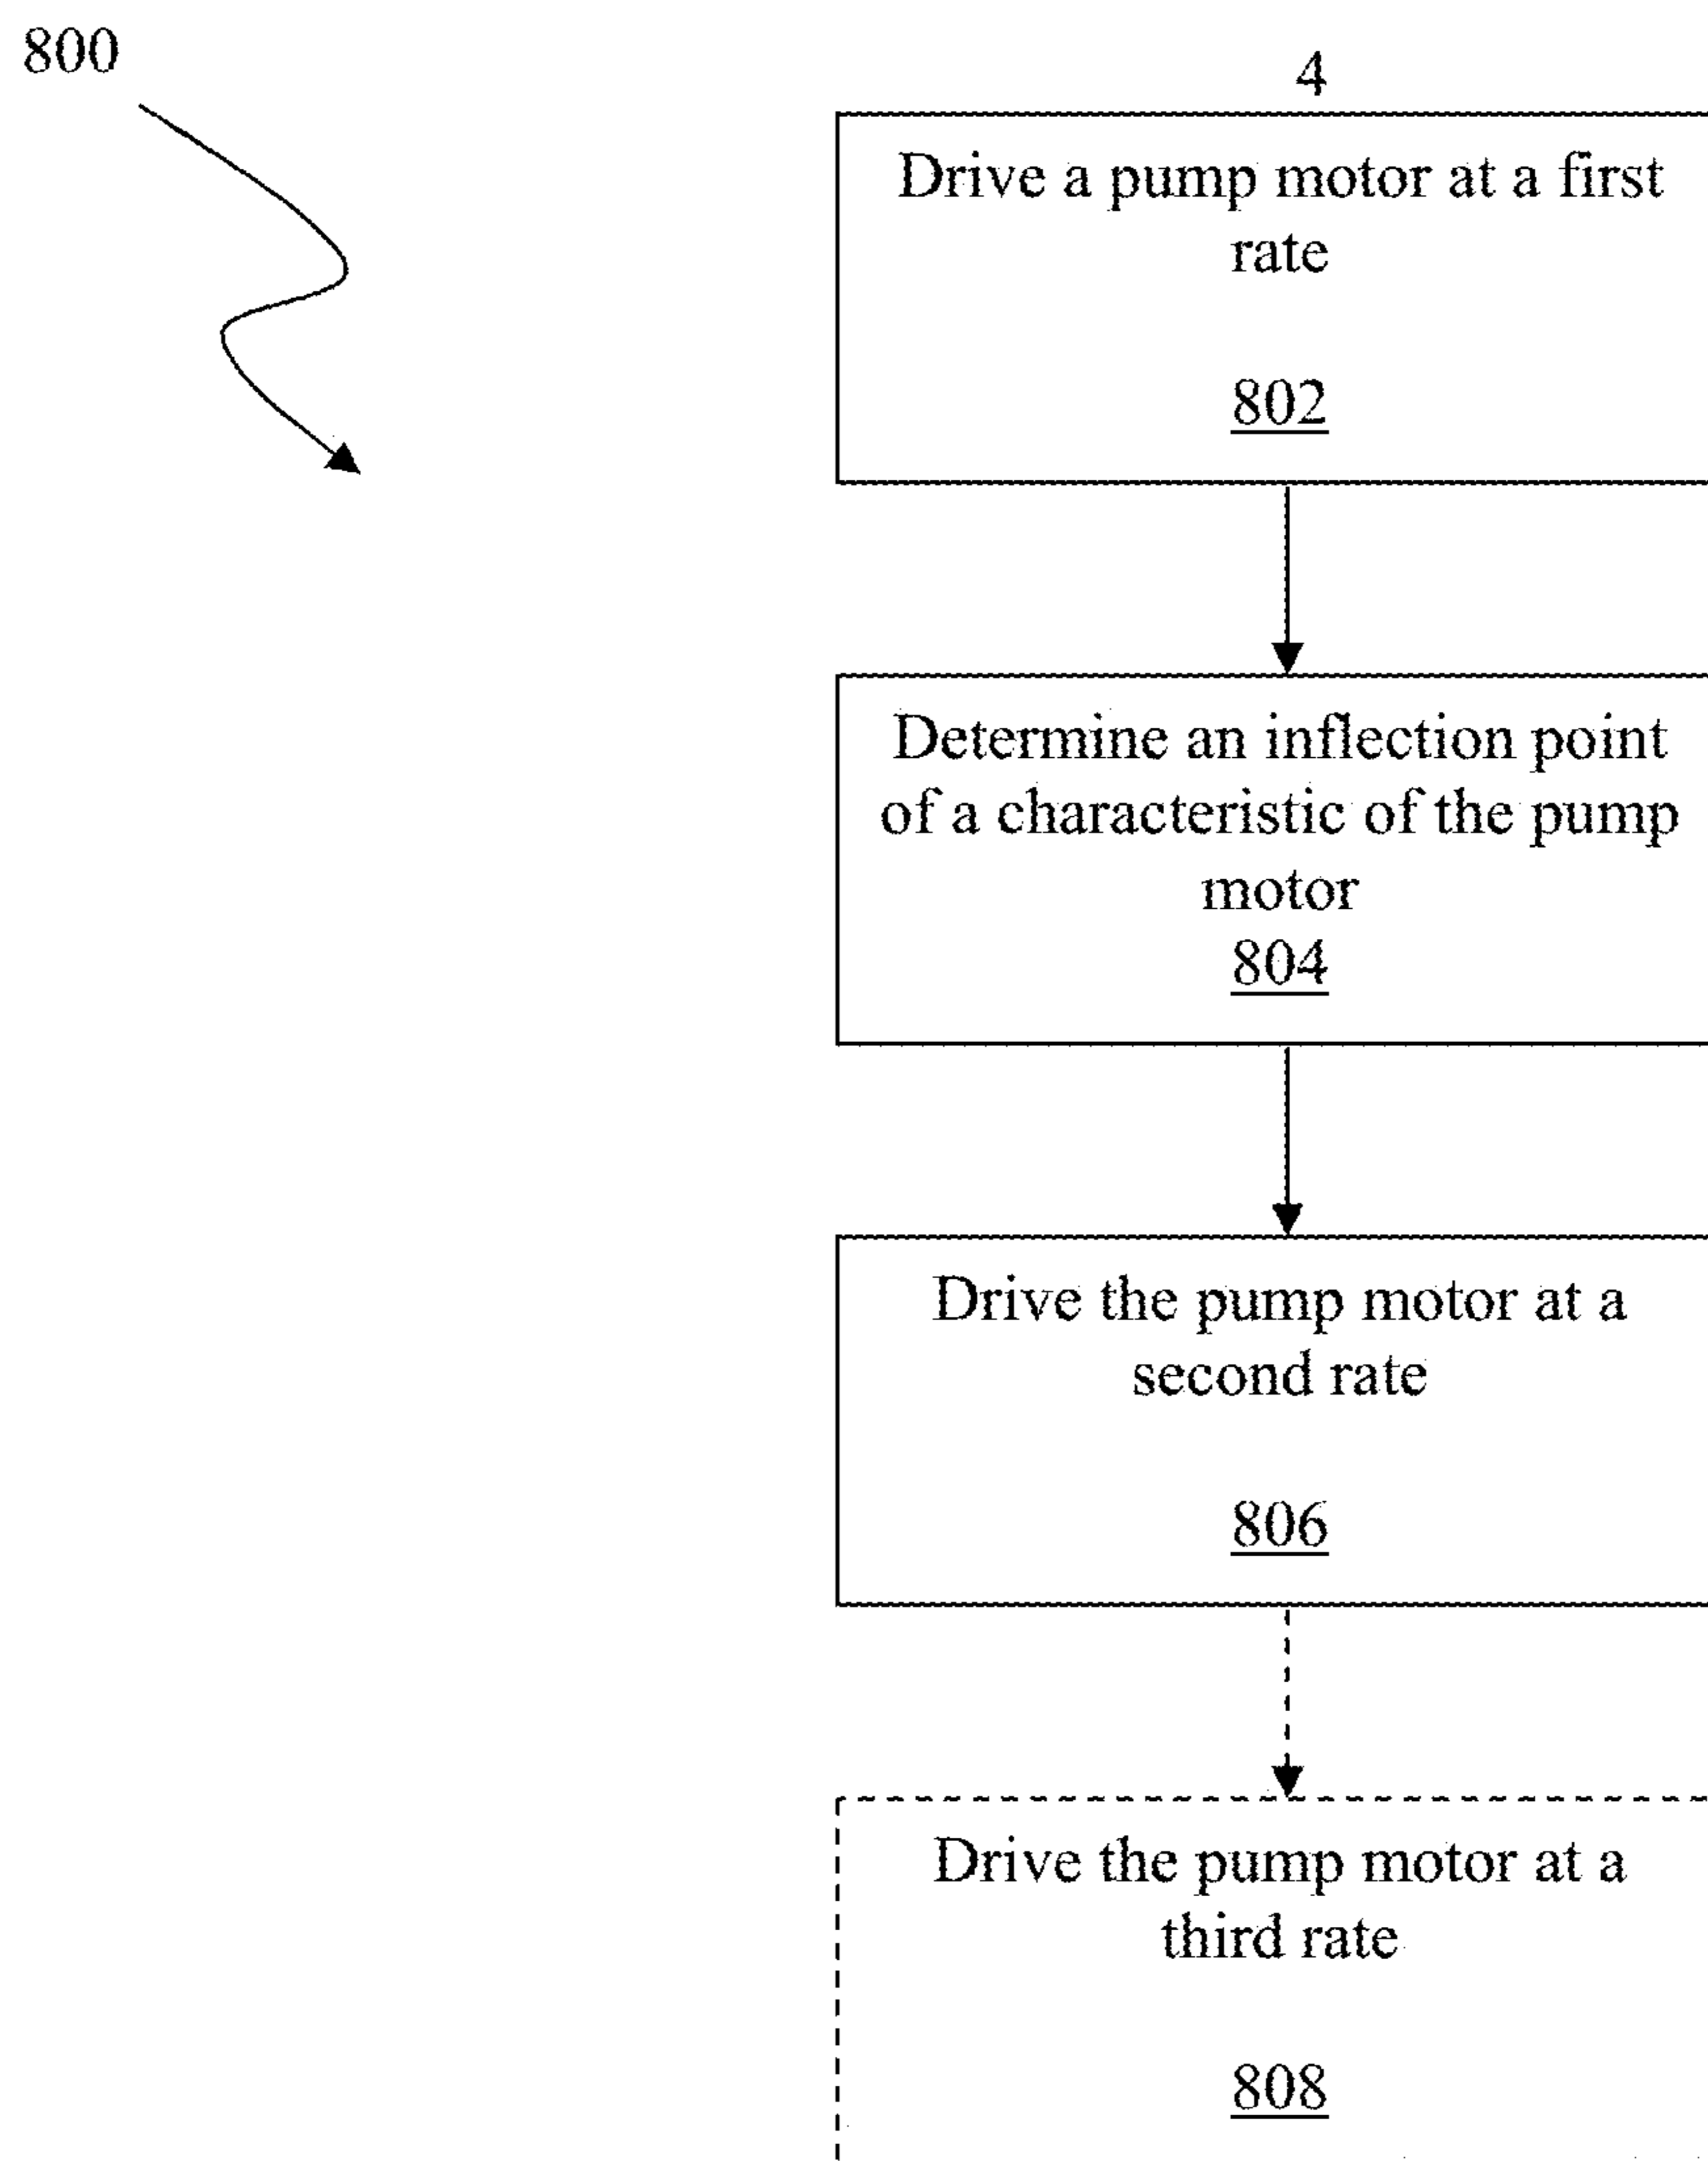 800
4
Drive a pump motor at a first
rate
802
Determine an inflection point
of a characteristic of the pump
motor
804
Drive the pump motor at a
second rate
806
Drive the pump motor at a
third rate
808